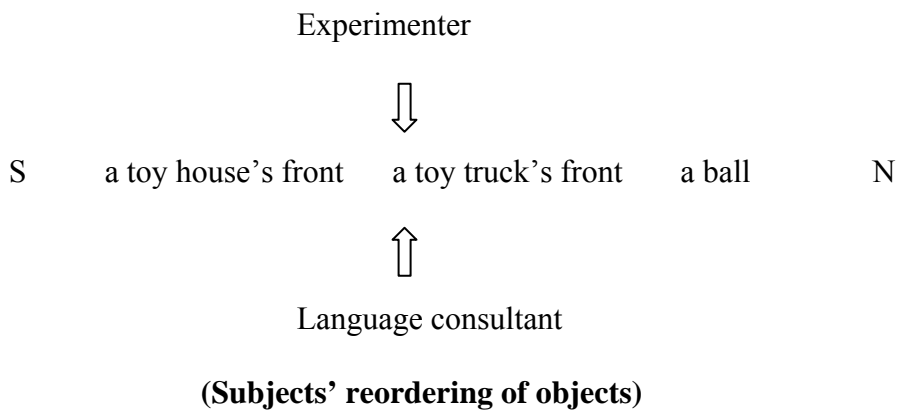 Experimenter
S a toy house’s front a toy truck’s front a ball N
Language consultant
(Subjects’ reordering of objects)